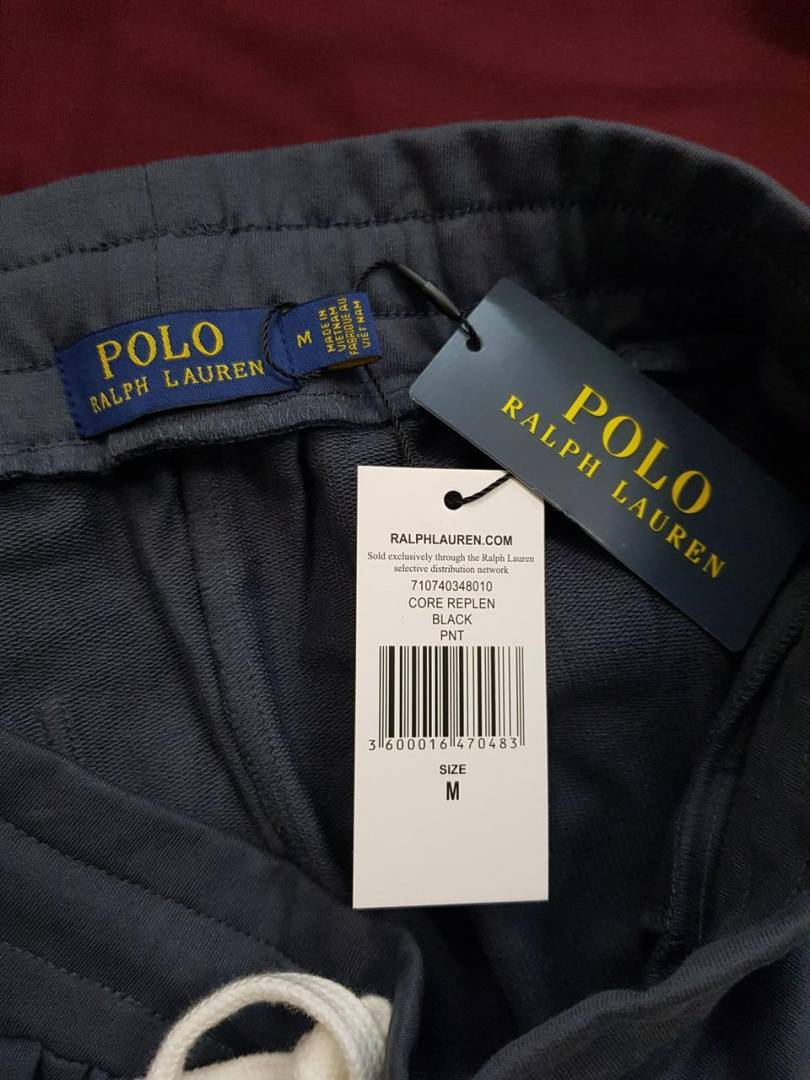 POLO
RALPH LAUREN
M
MADE IN
VIETNAM
FABRIQUÉ AU
VIET NAM
POLO
RALPH LAUREN
RALPHLAUREN.COM
Sold exclusively through the Ralph Lauren
selective distribution network
710740348010
CORE REPLEN
BLACK
PNT
3 600016 470483
SIZE
M